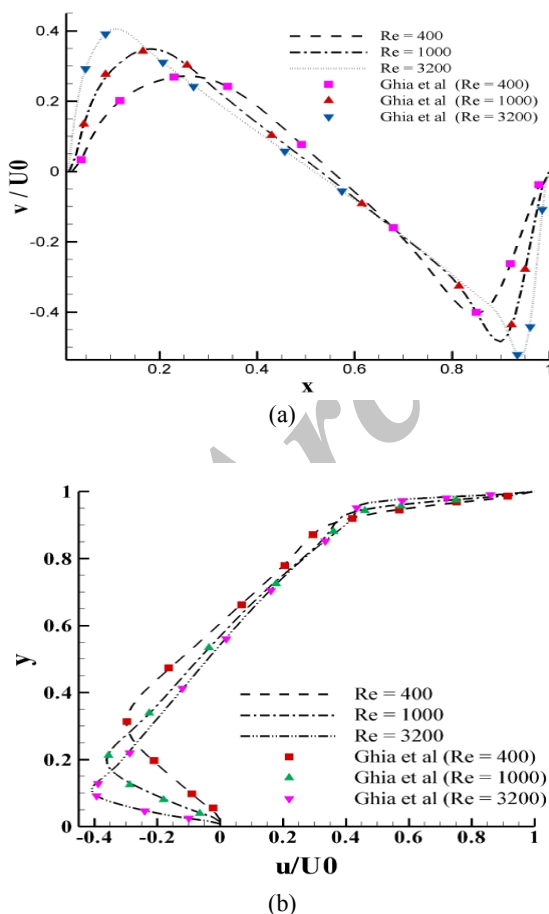 0.4
0.2
0
-0.2
-0.4
v / U0
Re = 400
Re = 1000
Re = 3200
Ghia et al (Re = 400)
Ghia et al (Re = 1000)
Ghia et al (Re = 3200)
0.2 0.4 0.6 0.8 1
x
(a)
1
0.8
0.6
0.4
0.2
0
y
Re = 400
Re = 1000
Re = 3200
Ghia et al (Re = 400)
Ghia et al (Re = 1000)
Ghia et al (Re = 3200)
-0.4 -0.2 0 0.2 0.4 0.6 0.8 1
u/U0
(b)